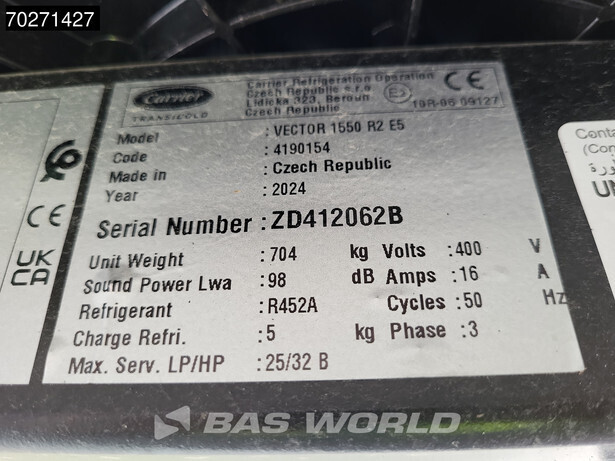 70271427
Carrier
TRANSICOLD
Carrier Refrigeration Operation
Czech Republic s.r.o
Lidicka 323, Beroun
Czech Republic
CE
10R-06 09127
Model :VECTOR 1550 R2 E5
Code :4190154
Made in :Czech Republic
Year :2024
Serial Number :ZD412062B
Unit Weight :704 kg Volts :400 V
Sound Power Lwa :98 dB Amps :16 A
Refrigerant :R452A Cycles :50 Hz
Charge Refri. :5 kg Phase :3
Max. Serv. LP/HP :25/32 B
CE
UK
CA
Conta
(Con
BAS WORLD